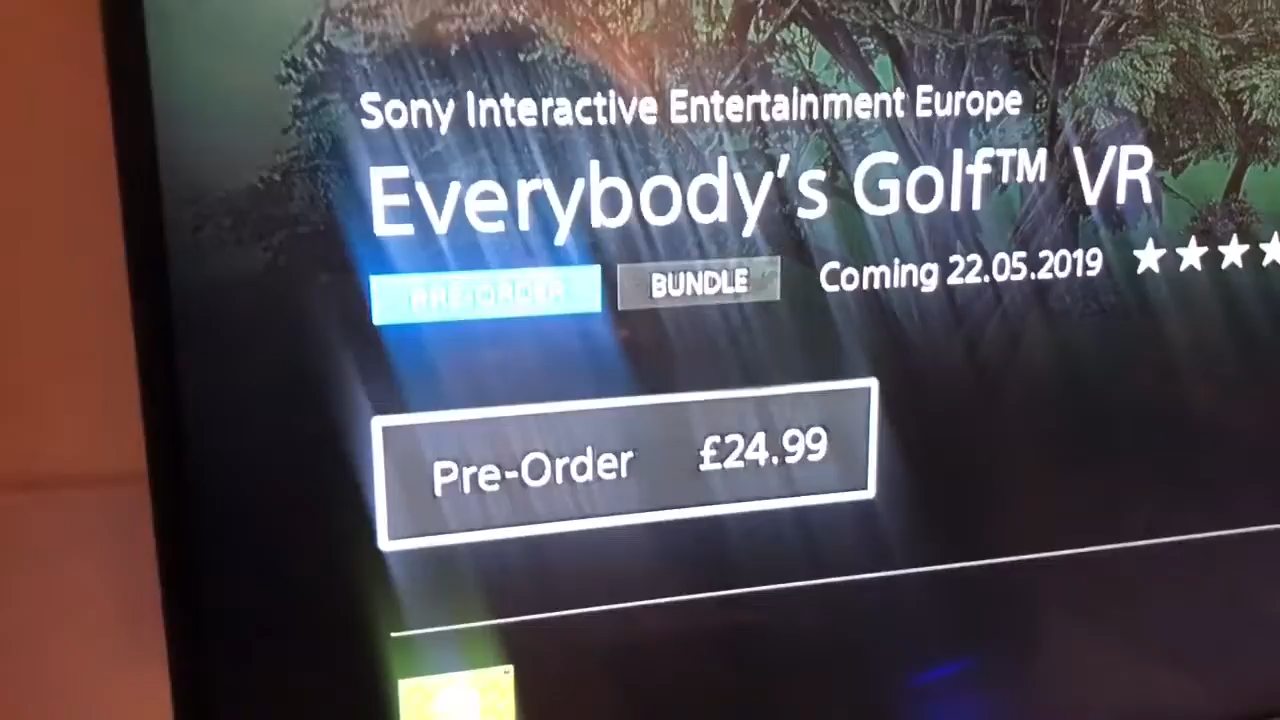 Sony Interactive Entertainment Europe
Everybody's Golf™ VR
PRE-ORDER
BUNDLE
Coming 22.05.2019
Pre-Order £24.99